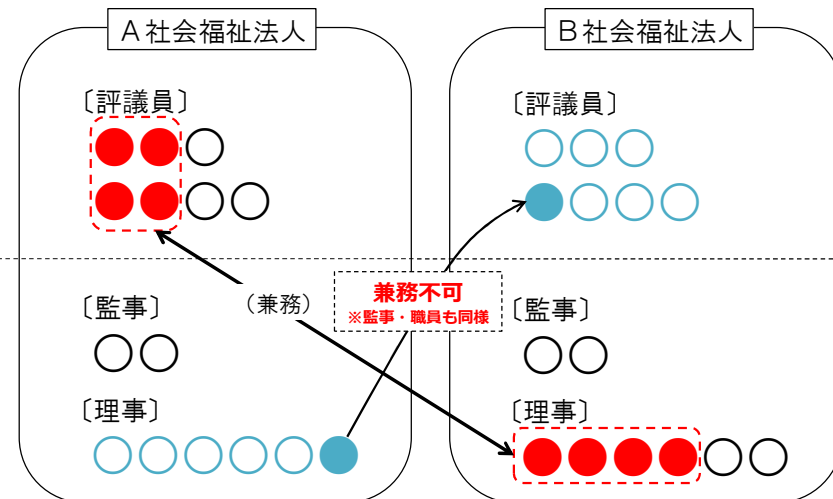 A社会福祉法人
B社会福祉法人
〔評議員〕
〔評議員〕
(兼務)
兼務不可
※監事・職員も同様
〔監事〕
〔監事〕
〔理事〕
〔理事〕